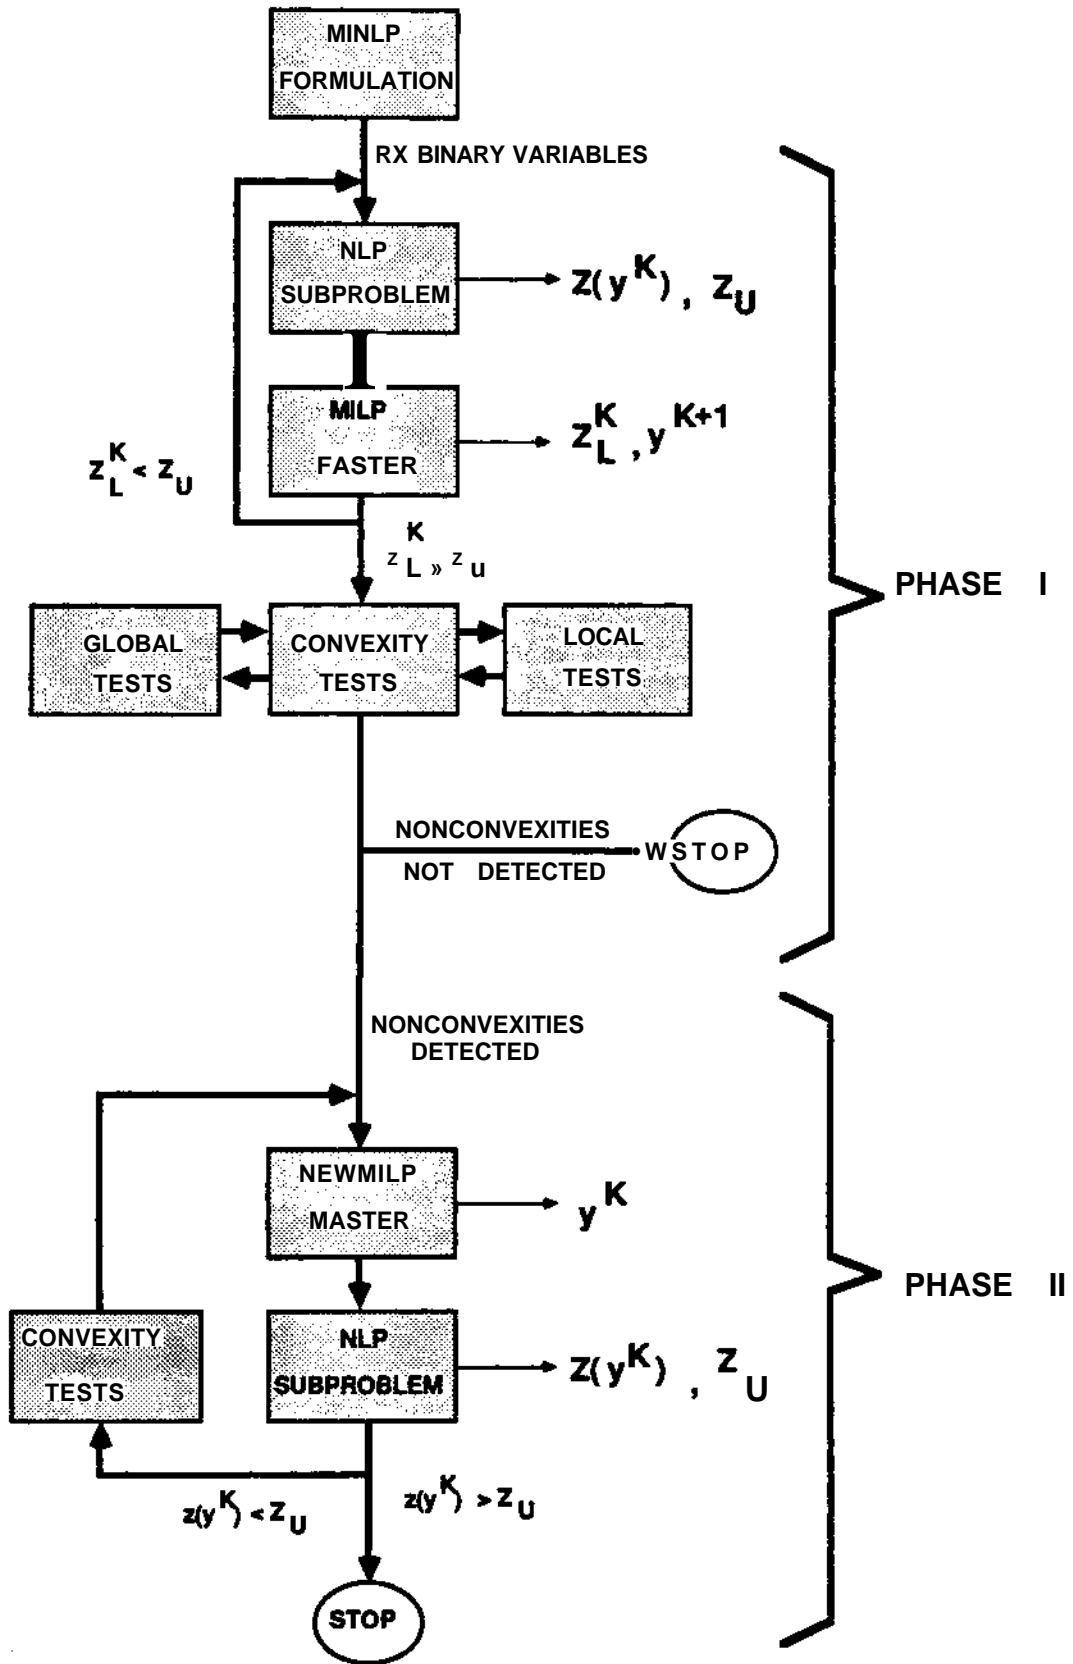 MINLP
FORMULATION
RX BINARY VARIABLES
NLP
SUBPROBLEM
Z(y^K) , Z_U
MILP
FASTER
Z_L^K , y^K+1
Z_L^K < Z_U
K
Z L » Z u
PHASE I
GLOBAL
TESTS
CONVEXITY
TESTS
LOCAL
TESTS
NONCONVEXITIES
NOT DETECTED
WSTOP
NONCONVEXITIES
DETECTED
NEWMILP
MASTER
y^K
PHASE II
CONVEXITY
TESTS
NLP
SUBPROBLEM
Z(y^K) , Z_U
z(y^K) < Z_U
z(y^K) > Z_U
STOP